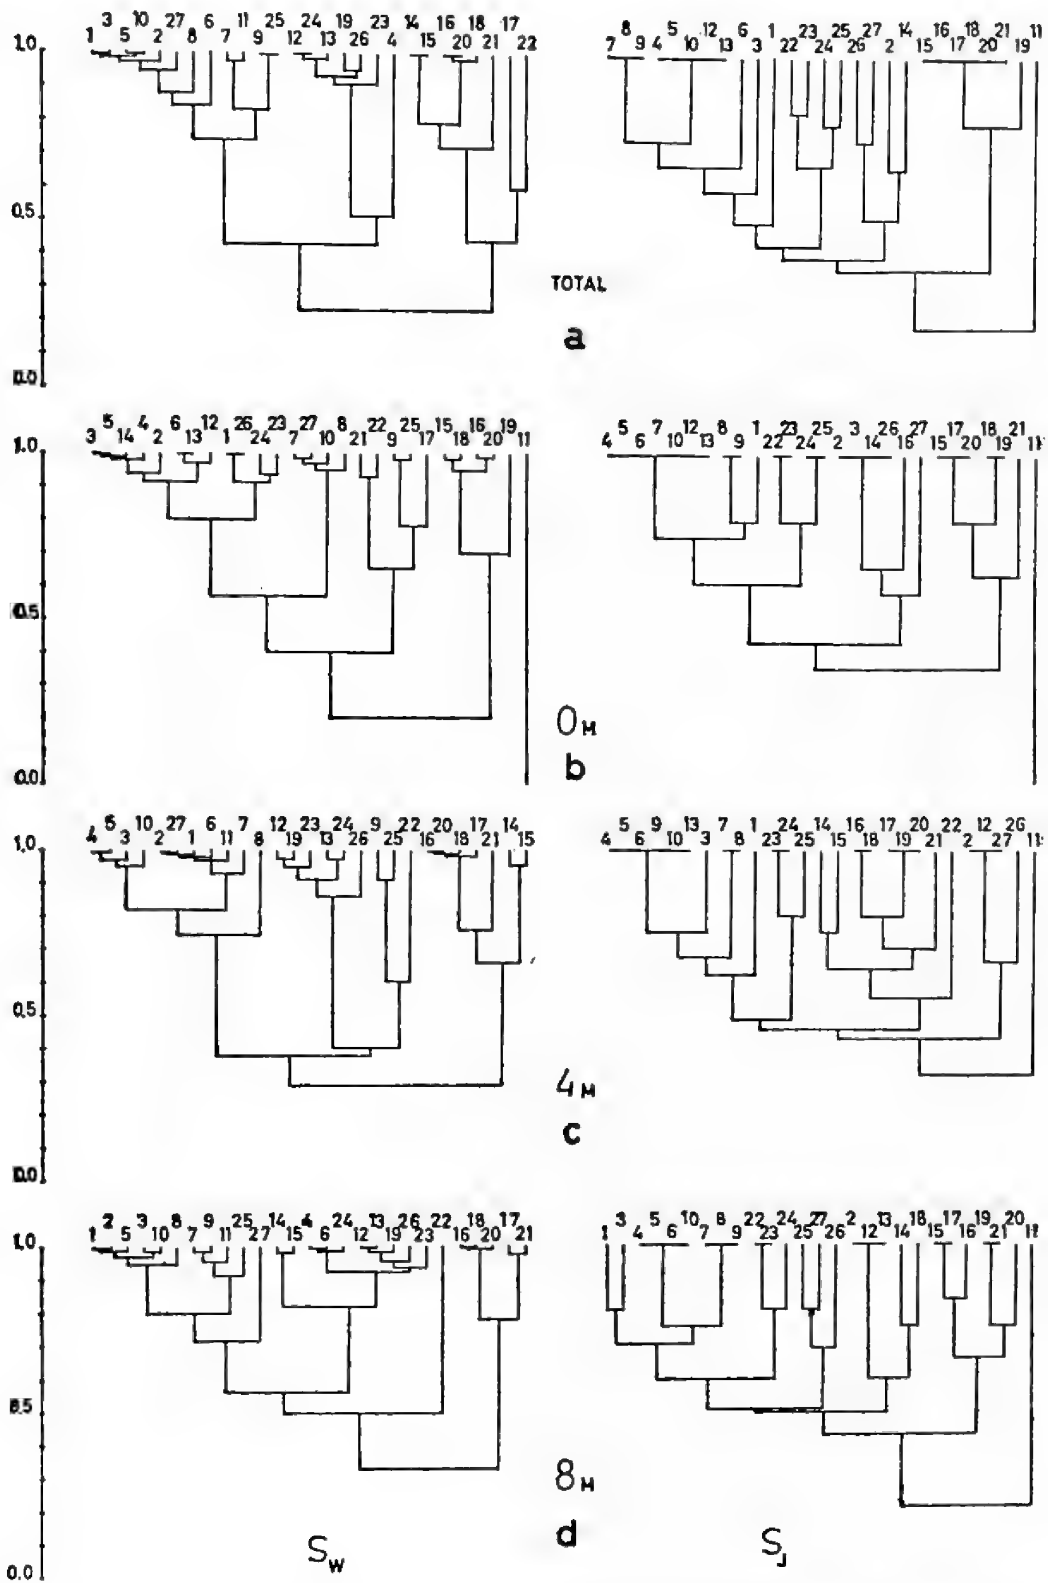 3 10 27 6 11 25 24 19 23 14 16 18 17
1 5 2 8 7 9 12 13 26 4 15 20 21 22
8 5 12 6 1 23 25 27 14 16 18 21 11
7 9 4 10 13 3 22 24 26 2 15 17 20 19
1.0
0.5
0.0
TOTAL
a
5 4 6 12 26 23 27 8 22 25 15 16 19
3 14 2 13 1 24 7 10 21 9 17 18 20 11
5 7 12 8 1 23 25 3 26 27 17 18 21
4 6 10 13 9 22 24 2 14 16 15 20 19 11
1.0
0.5
0.0
0M
b
5 10 27 6 7 12 23 24 9 22 17 14
4 3 2 1 11 8 19 13 26 25 16 18 21 15
5 9 13 7 1 24 14 16 17 20 22 12 26
4 6 10 3 8 23 25 15 18 19 21 2 27 11
1.0
0.5
0.0
4M
c
2 3 8 9 25 14 4 24 13 26 22 18 17
1 5 10 7 11 27 15 6 12 19 23 16 20 21
3 5 10 8 22 24 27 2 13 18 17 19 20
1 4 6 7 9 23 25 26 12 14 15 16 21 11
1.0
0.5
0.0
8M
d
SW
SJ